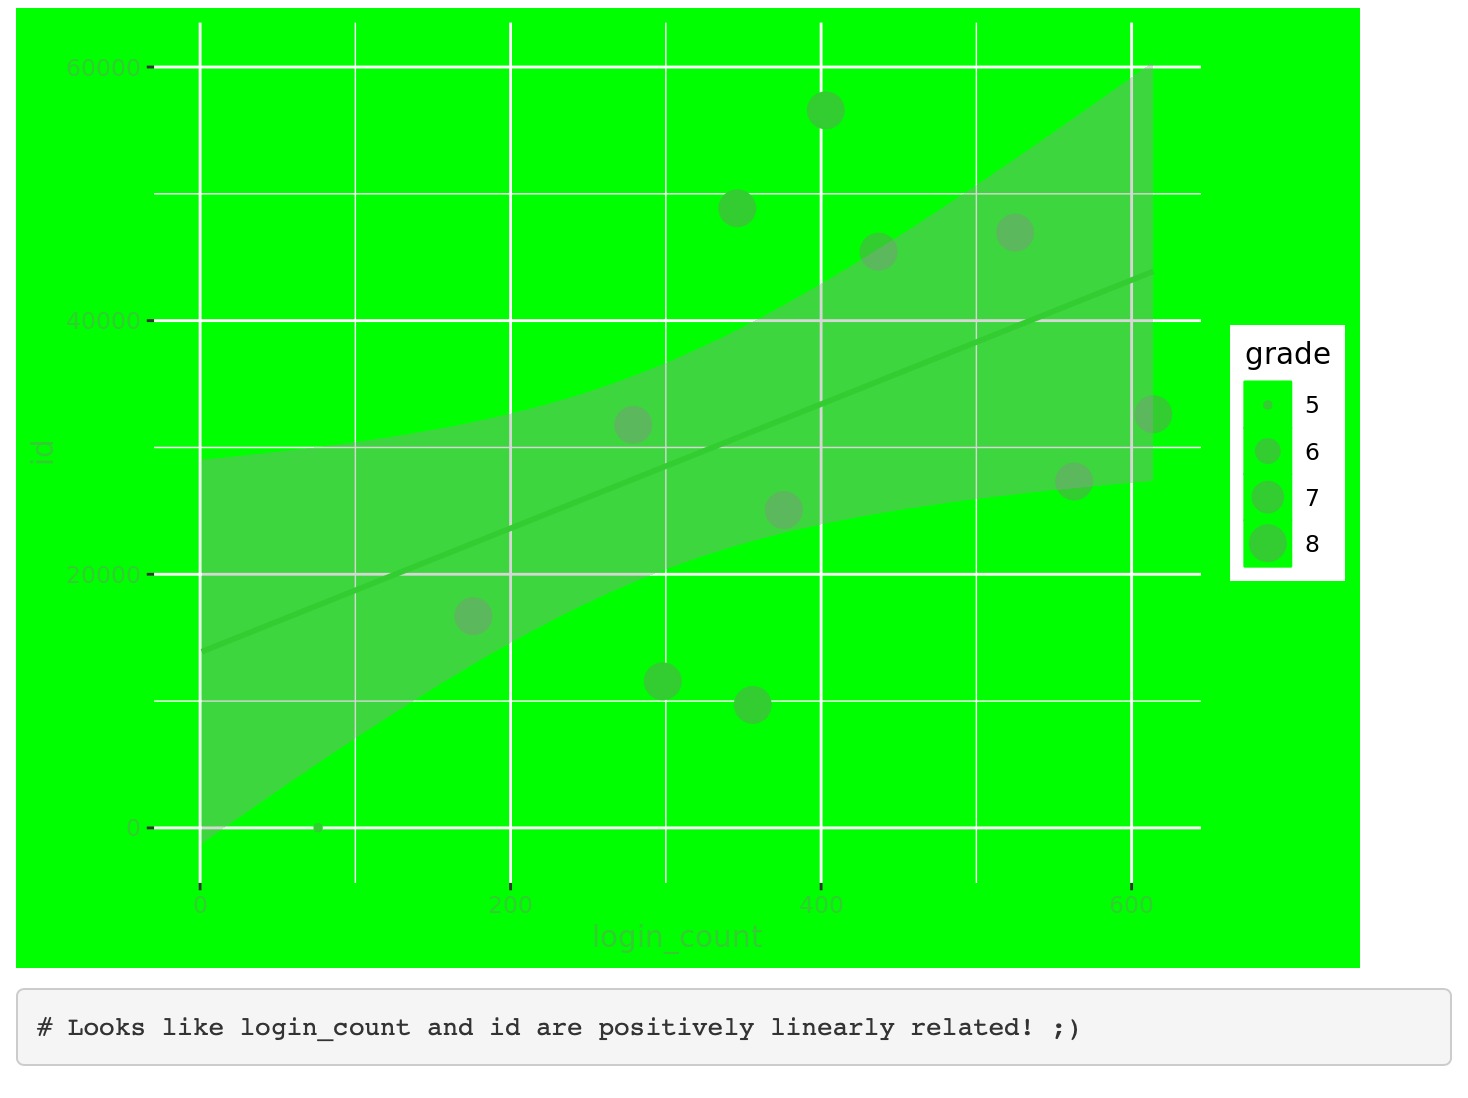 60000
40000
20000
0
id
0 200 400 600
login_count
grade
5
6
7
8
# Looks like login_count and id are positively linearly related! ;)